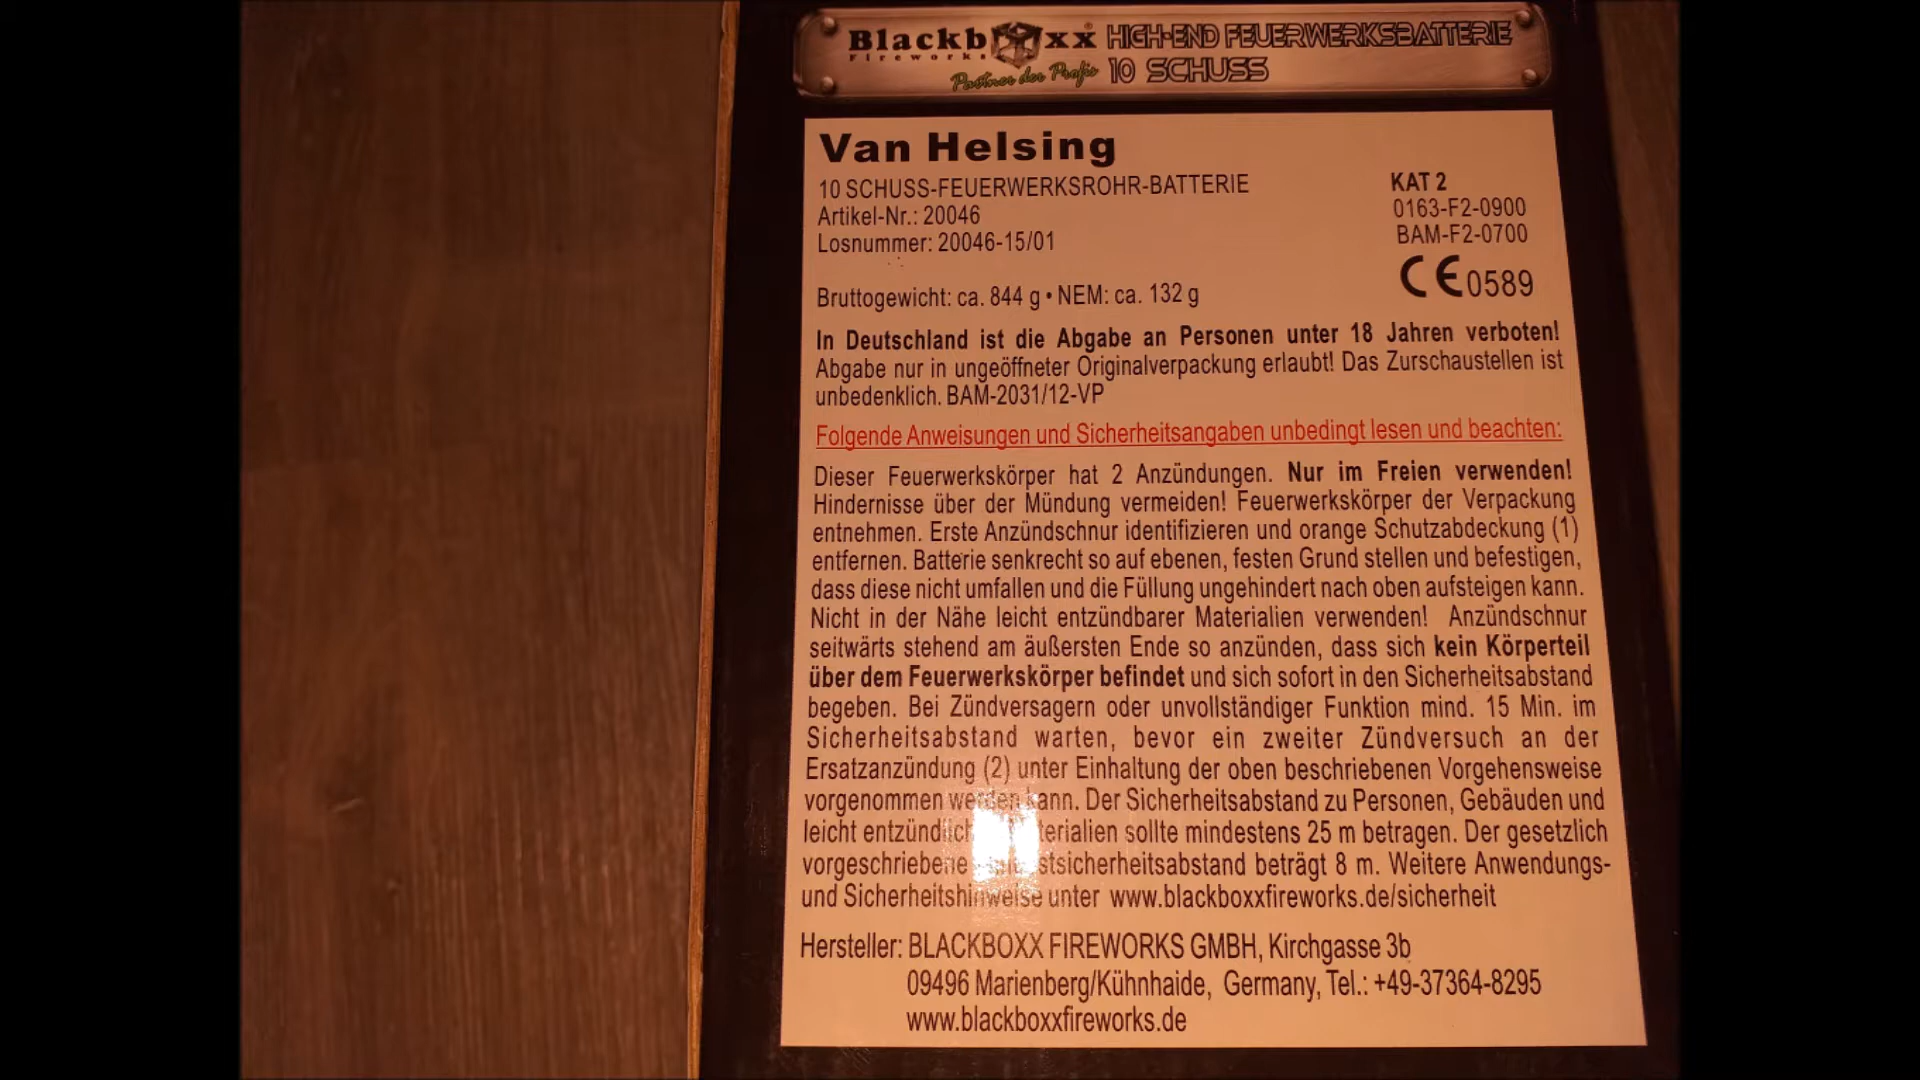 Blackboxx HIGH-END FEUERWERKSBATTERIE
Fireworks
Partner der Profis 10 SCHUSS
Van Helsing
10 SCHUSS-FEUERWERKSROHR-BATTERIE
KAT 2
Artikel-Nr.: 20046
0163-F2-0900
Losnummer: 20046-15/01
BAM-F2-0700
CE0589
Bruttogewicht: ca. 844 g • NEM: ca. 132 g
In Deutschland ist die Abgabe an Personen unter 18 Jahren verboten!
Abgabe nur in ungeöffneter Originalverpackung erlaubt! Das Zurschaustellen ist
unbedenklich. BAM-2031/12-VP
Folgende Anweisungen und Sicherheitsangaben unbedingt lesen und beachten:
Dieser Feuerwerkskörper hat 2 Anzündungen. Nur im Freien verwenden!
Hindernisse über der Mündung vermeiden! Feuerwerkskörper der Verpackung
entnehmen. Erste Anzündschnur identifizieren und orange Schutzabdeckung (1)
entfernen. Batterie senkrecht so auf ebenen, festen Grund stellen und befestigen,
dass diese nicht umfallen und die Füllung ungehindert nach oben aufsteigen kann.
Nicht in der Nähe leicht entzündbarer Materialien verwenden! Anzündschnur
seitwärts stehend am äußersten Ende so anzünden, dass sich kein Körperteil
über dem Feuerwerkskörper befindet und sich sofort in den Sicherheitsabstand
begeben. Bei Zündversagern oder unvollständiger Funktion mind. 15 Min. im
Sicherheitsabstand warten, bevor ein zweiter Zündversuch an der
Ersatzanzündung (2) unter Einhaltung der oben beschriebenen Vorgehensweise
vorgenommen werden kann. Der Sicherheitsabstand zu Personen, Gebäuden und
leicht sollte mindestens 25 m betragen. Der gesetzlich
vorgeschriebene beträgt 8 m. Weitere Anwendungs-
und Sicherheitshinweise unter www.blackboxxfireworks.de/sicherheit
Hersteller: BLACKBOXX FIREWORKS GMBH, Kirchgasse 3b
09496 Marienberg/Kühnhaide, Germany, Tel.: +49-37364-8295
www.blackboxxfireworks.de